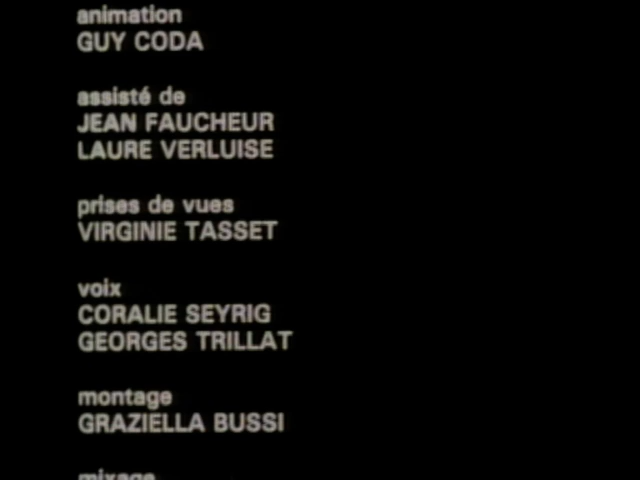 animation
GUY CODA
assisté de
JEAN FAUCHEUR
LAURE VERLUISE
prises de vues
VIRGINIE TASSET
voix
CORALIE SEYRIG
GEORGES TRILLAT
montage
GRAZIELLA BUSSI
mixage